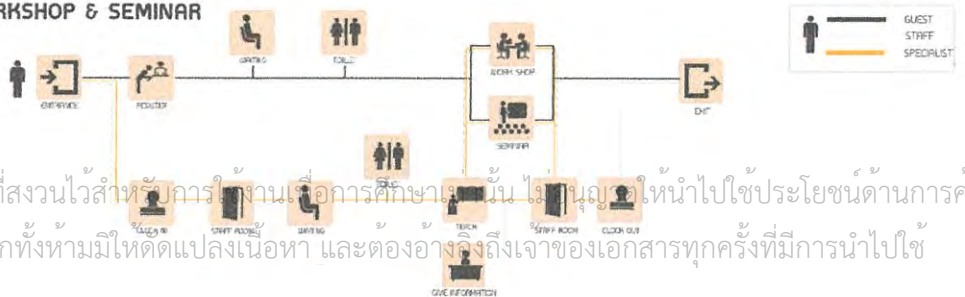 RKSHOP & SEMINAR
GUEST
STAFF
SPECIALIST
WAITING
TOILET
WORK SHOP
ENTRANCE
REGISTER
EXIT
SEMINAR
TOILET
ที่สงวนไว้สำหรับการใช้งานเพื่อการศึกษาเท่านั้น ไม่อนุญาตให้นำไปใช้ประโยชน์ด้านการค้
CLOCK IN
STAFF ROOM
WAITING
TEACH
STAFF ROOM
CLOCK OUT
กทั้งห้ามมิให้ดัดแปลงเนื้อหา และต้องอ้างอิงถึงเจ้าของเอกสารทุกครั้งที่มีการนำไปใช้
GIVE INFORMATION